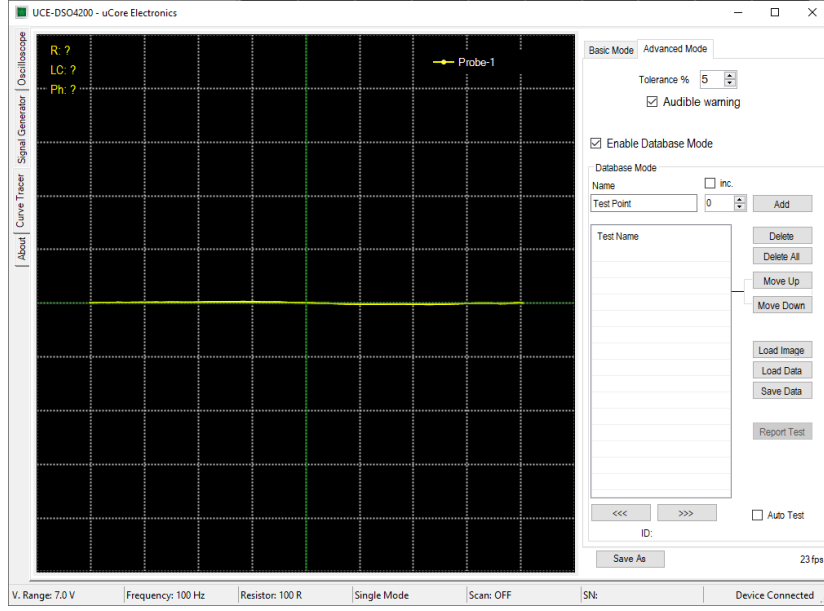 UCE-DSO4200 - uCore Electronics
Oscilloscope
Signal Generator
Curve Tracer
About
R: ?
LC: ?
Ph: ?
Probe-1
Basic Mode
Advanced Mode
Tolerance %
5
Audible warning
Enable Database Mode
Database Mode
Name
inc.
Test Point
0
Add
Test Name
Delete
Delete All
Move Up
Move Down
Load Image
Load Data
Save Data
Report Test
<<<
>>>
Auto Test
ID:
Save As
23 fps
V. Range: 7.0 V
Frequency: 100 Hz
Resistor: 100 R
Single Mode
Scan: OFF
SN:
Device Connected